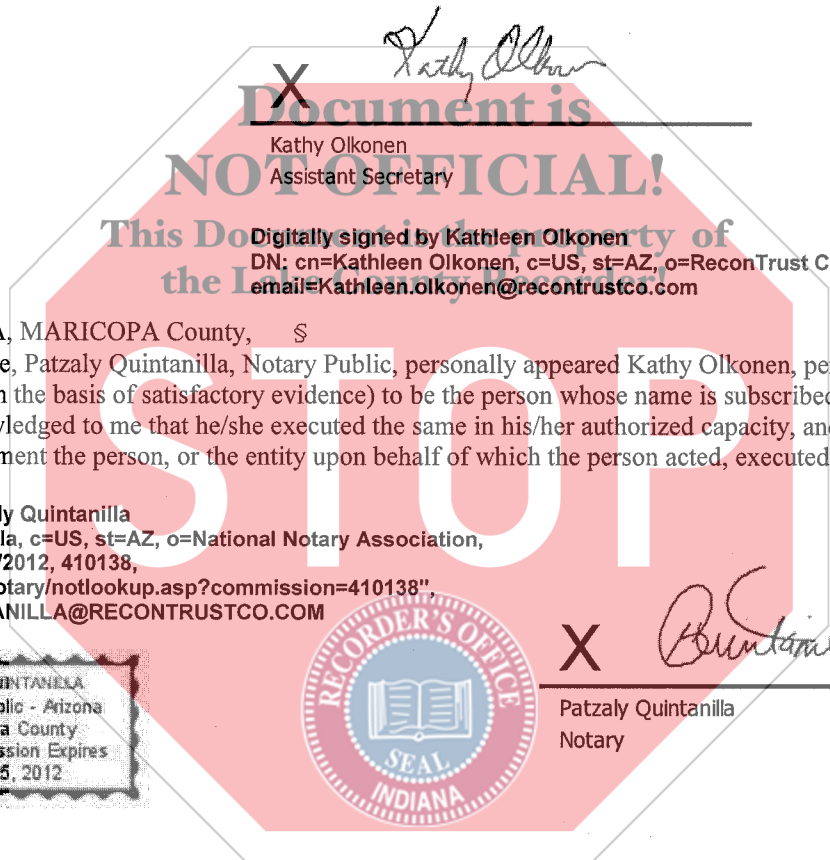 Kathy Olkonen
X
Document is
Kathy Olkonen
NOT OFFICIAL!
Assistant Secretary
This Document is the property of
Digitally signed by Kathleen Olkonen
DN: cn=Kathleen Olkonen, c=US, st=AZ, o=ReconTrust C
the Lake County Recorder!
email=Kathleen.olkonen@recontrustco.com
A, MARICOPA County, §
e, Patzaly Quintanilla, Notary Public, personally appeared Kathy Olkonen, pe
n the basis of satisfactory evidence) to be the person whose name is subscribed
wledged to me that he/she executed the same in his/her authorized capacity, and
ment the person, or the entity upon behalf of which the person acted, executed
STOP
ly Quintanilla
lla, c=US, st=AZ, o=National Notary Association,
/2012, 410138,
otary/notlookup.asp?commission=410138",
ANILLA@RECONTRUSTCO.COM
RECORDER'S OFFICE
SEAL
INDIANA
X
Patzaly Quintanilla
Notary
UINTANILLA
blic - Arizona
a County
ssion Expires
5, 2012